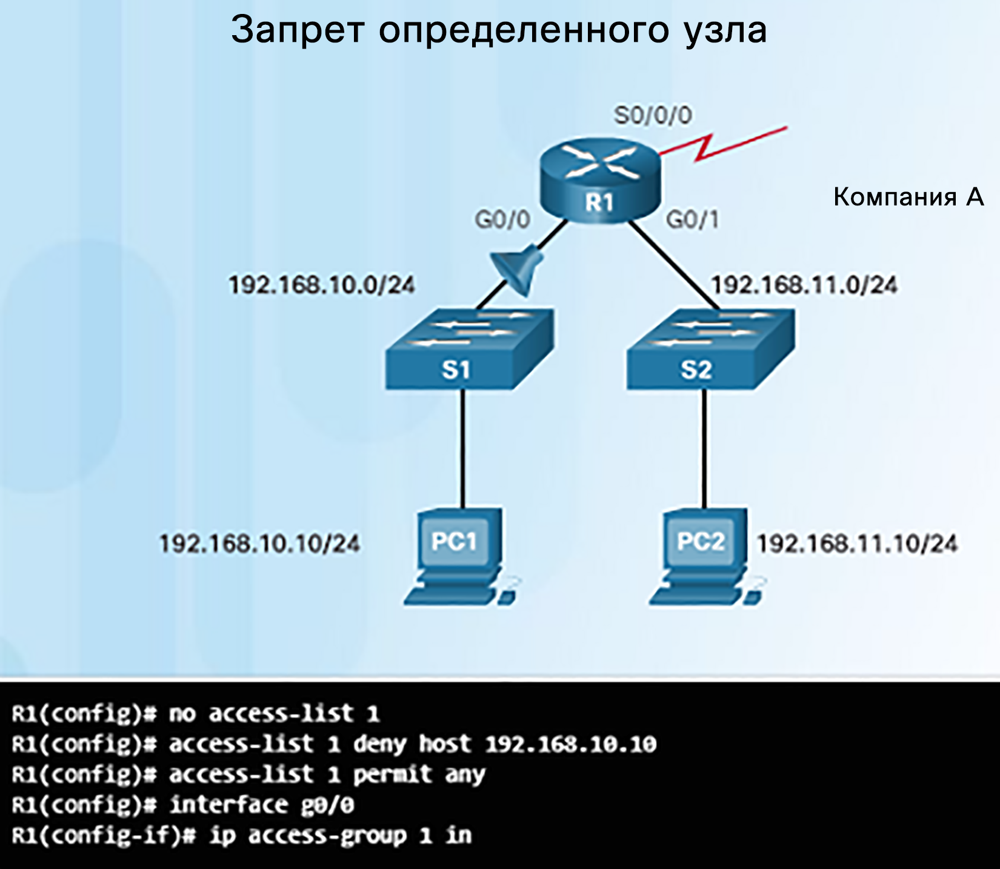 Запрет определенного узла
S0/0/0
R1
Компания А
G0/0
G0/1
192.168.10.0/24
192.168.11.0/24
S1
S2
192.168.10.10/24
PC1
PC2
192.168.11.10/24
R1(config)# no access-list 1
R1(config)# access-list 1 deny host 192.168.10.10
R1(config)# access-list 1 permit any
R1(config)# interface g0/0
R1(config-if)# ip access-group 1 in